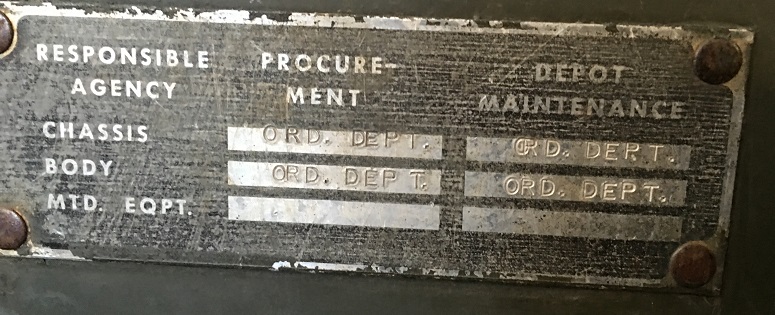 RESPONSIBLE PROCURE- DEPOT
AGENCY MENT MAINTENANCE
CHASSIS ORD. DEPT. ORD. DEPT.
BODY ORD. DEPT. ORD. DEPT.
MTD. EQPT.